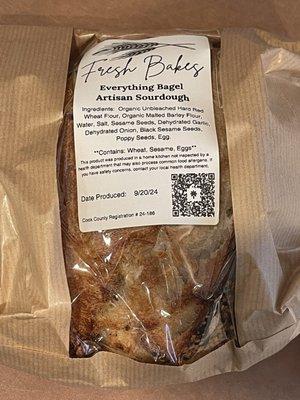 Fresh Bakes
Everything Bagel
Artisan Sourdough
Ingredients: Organic Unbleached Hard Red
Wheat Flour, Organic Malted Barley Flour,
Water, Salt, Sesame Seeds, Dehydrated Garlic,
Dehydrated Onion, Black Sesame Seeds,
Poppy Seeds, Egg.
**Contains: Wheat, Sesame, Eggs**
This product was produced in a home kitchen not inspected by a
health department that may also process common food allergens. If
you have safety concerns, contact your local health department.
Date Produced: 9/20/24
Cook County Registration # 24-186